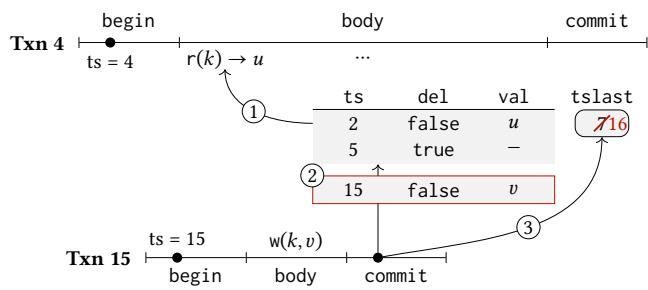 begin body commit
Txn 4
ts = 4 r(k) → u ...
ts del val tslast
① 2 false u 7 16
5 true −
② 15 false v
③
ts = 15 w(k, v)
Txn 15
begin body commit